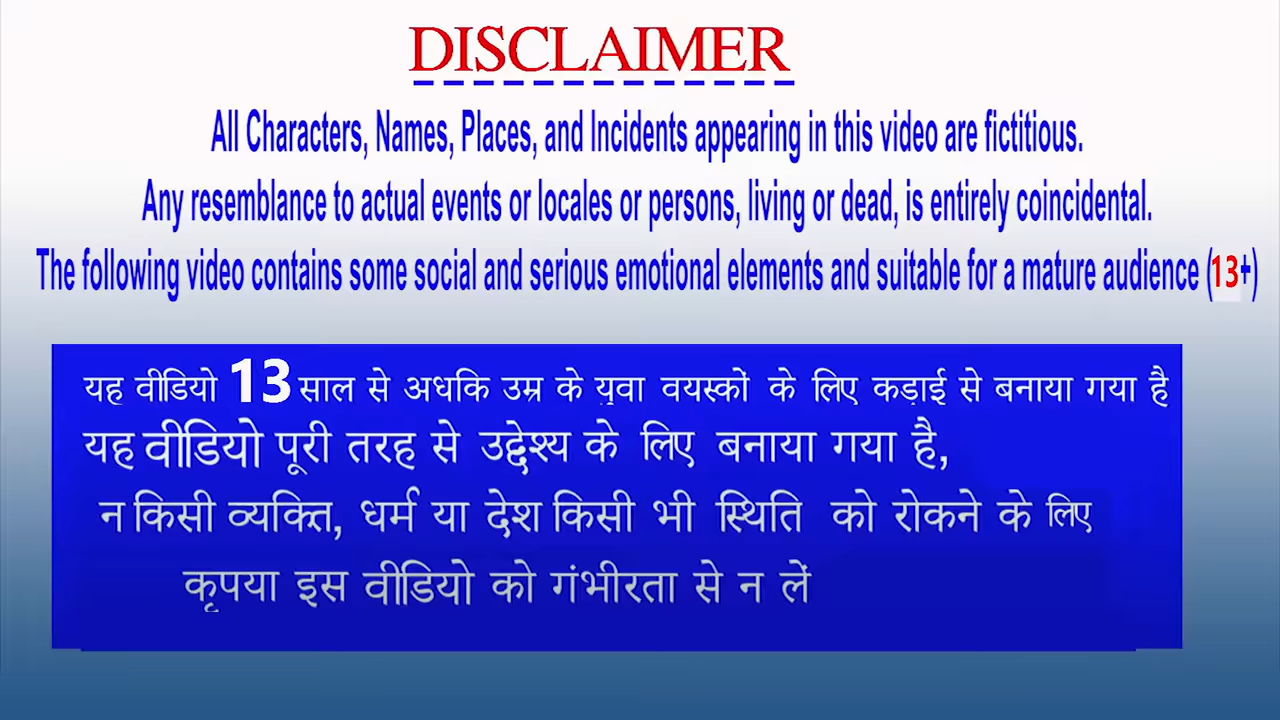 DISCLAIMER
All Characters, Names, Places, and Incidents appearing in this video are fictitious.
Any resemblance to actual events or locales or persons, living or dead, is entirely coincidental.
The following video contains some social and serious emotional elements and suitable for a mature audience (13+)
यह वीडियो 13 साल से अधकि उम्र के युवा वयस्कों के लिए कड़ाई से बनाया गया है
यह वीडियो पूरी तरह से उद्देश्य के लिए बनाया गया है,
न किसी व्यक्ति, धर्म या देश किसी भी स्थिति को रोकने के लिए
कृपया इस वीडियो को गंभीरता से न लें